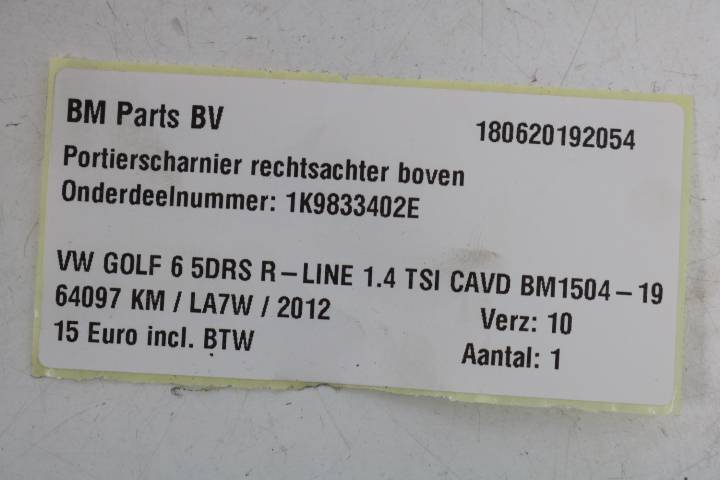 BM Parts BV
180620192054
Portierscharnier rechtsachter boven
Onderdeelnummer: 1K9833402E
VW GOLF 6 5DRS R-LINE 1.4 TSI CAVD BM1504-19
64097 KM / LA7W / 2012
Verz: 10
15 Euro incl. BTW
Aantal: 1